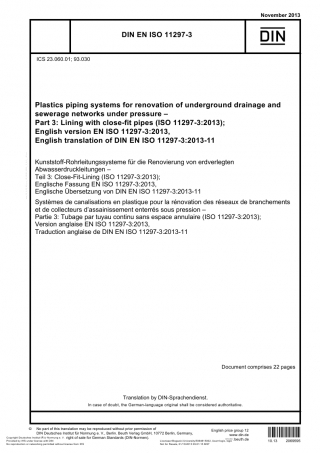 November 2013
DIN EN ISO 11297-3
DIN
ICS 23.060.01; 93.030
Plastics piping systems for renovation of underground drainage and
sewerage networks under pressure –
Part 3: Lining with close-fit pipes (ISO 11297-3:2013);
English version EN ISO 11297-3:2013,
English translation of DIN EN ISO 11297-3:2013-11
Kunststoff-Rohrleitungssysteme für die Renovierung von erdverlegten
Abwasserdruckleitungen –
Teil 3: Close-Fit-Lining (ISO 11297-3:2013);
Englische Fassung EN ISO 11297-3:2013,
Englische Übersetzung von DIN EN ISO 11297-3:2013-11
Systèmes de canalisations en plastique pour la rénovation des réseaux de branchements
et de collecteurs d'assainissement enterrés sous pression –
Partie 3: Tubage par tuyau continu sans espace annulaire (ISO 11297-3:2013);
Version anglaise EN ISO 11297-3:2013,
Traduction anglaise de DIN EN ISO 11297-3:2013-11
Document comprises 22 pages
Translation by DIN-Sprachendienst.
In case of doubt, the German-language original shall be considered authoritative.
© No part of this translation may be reproduced without prior permission of
DIN Deutsches Institut für Normung e. V., Berlin. Beuth Verlag GmbH, 10772 Berlin, Germany,
right of sale for German Standards (DIN-Normen).
English price group 12
www.din.de
www.beuth.de